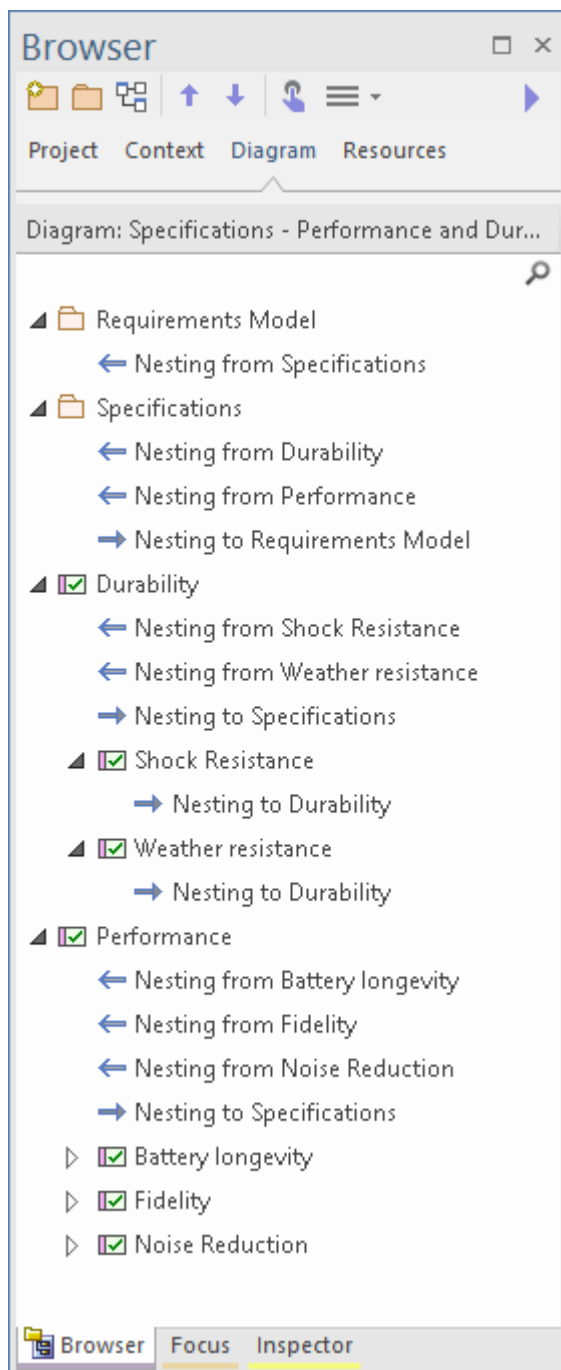 Browser
Project Context Diagram Resources
Diagram: Specifications - Performance and Dur...
Requirements Model
Nesting from Specifications
Specifications
Nesting from Durability
Nesting from Performance
Nesting to Requirements Model
Durability
Nesting from Shock Resistance
Nesting from Weather resistance
Nesting to Specifications
Shock Resistance
Nesting to Durability
Weather resistance
Nesting to Durability
Performance
Nesting from Battery longevity
Nesting from Fidelity
Nesting from Noise Reduction
Nesting to Specifications
Battery longevity
Fidelity
Noise Reduction
Browser Focus Inspector